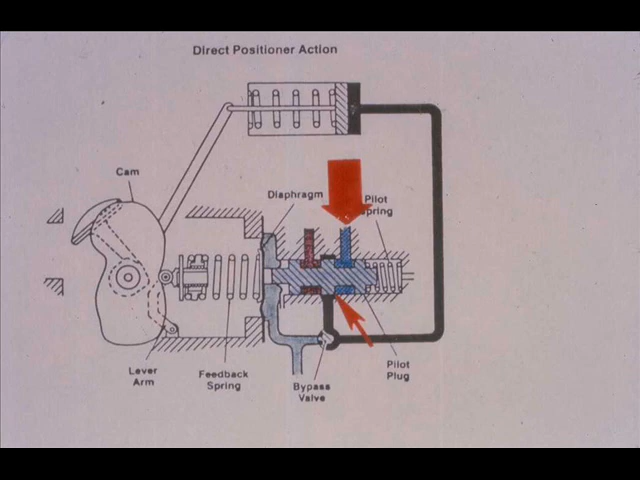 Direct Positioner Action
Cam
Diaphragm
Pilot
Spring
Lever
Arm
Feedback
Spring
Bypass
Valve
Pilot
Plug